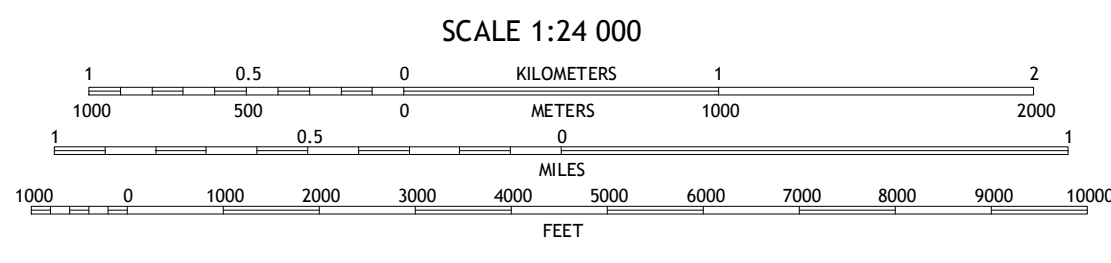 SCALE 1:24 000
1 0.5 0 KILOMETERS 1 2
1000 500 0 METERS 1000 2000
1 0.5 0 1
MILES
1000 0 1000 2000 3000 4000 5000 6000 7000 8000 9000 10000
FEET